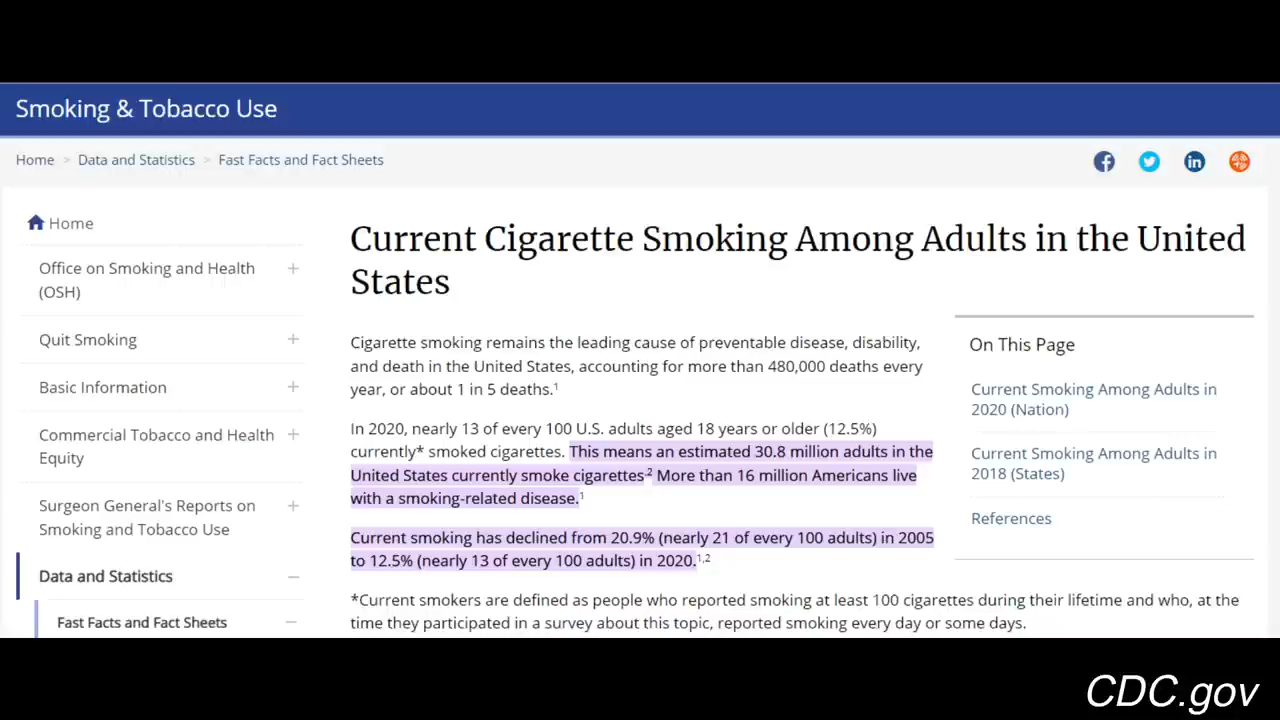 Smoking & Tobacco Use
Home > Data and Statistics > Fast Facts and Fact Sheets
Home
Office on Smoking and Health
(OSH)
Quit Smoking
Basic Information
Commercial Tobacco and Health
Equity
Surgeon General's Reports on
Smoking and Tobacco Use
Data and Statistics
Fast Facts and Fact Sheets
Current Cigarette Smoking Among Adults in the United
States
Cigarette smoking remains the leading cause of preventable disease, disability,
and death in the United States, accounting for more than 480,000 deaths every
year, or about 1 in 5 deaths.¹
In 2020, nearly 13 of every 100 U.S. adults aged 18 years or older (12.5%)
currently* smoked cigarettes. This means an estimated 30.8 million adults in the
United States currently smoke cigarettes.² More than 16 million Americans live
with a smoking-related disease.¹
Current smoking has declined from 20.9% (nearly 21 of every 100 adults) in 2005
to 12.5% (nearly 13 of every 100 adults) in 2020.¹,²
*Current smokers are defined as people who reported smoking at least 100 cigarettes during their lifetime and who, at the
time they participated in a survey about this topic, reported smoking every day or some days.
On This Page
Current Smoking Among Adults in
2020 (Nation)
Current Smoking Among Adults in
2018 (States)
References
CDC.gov